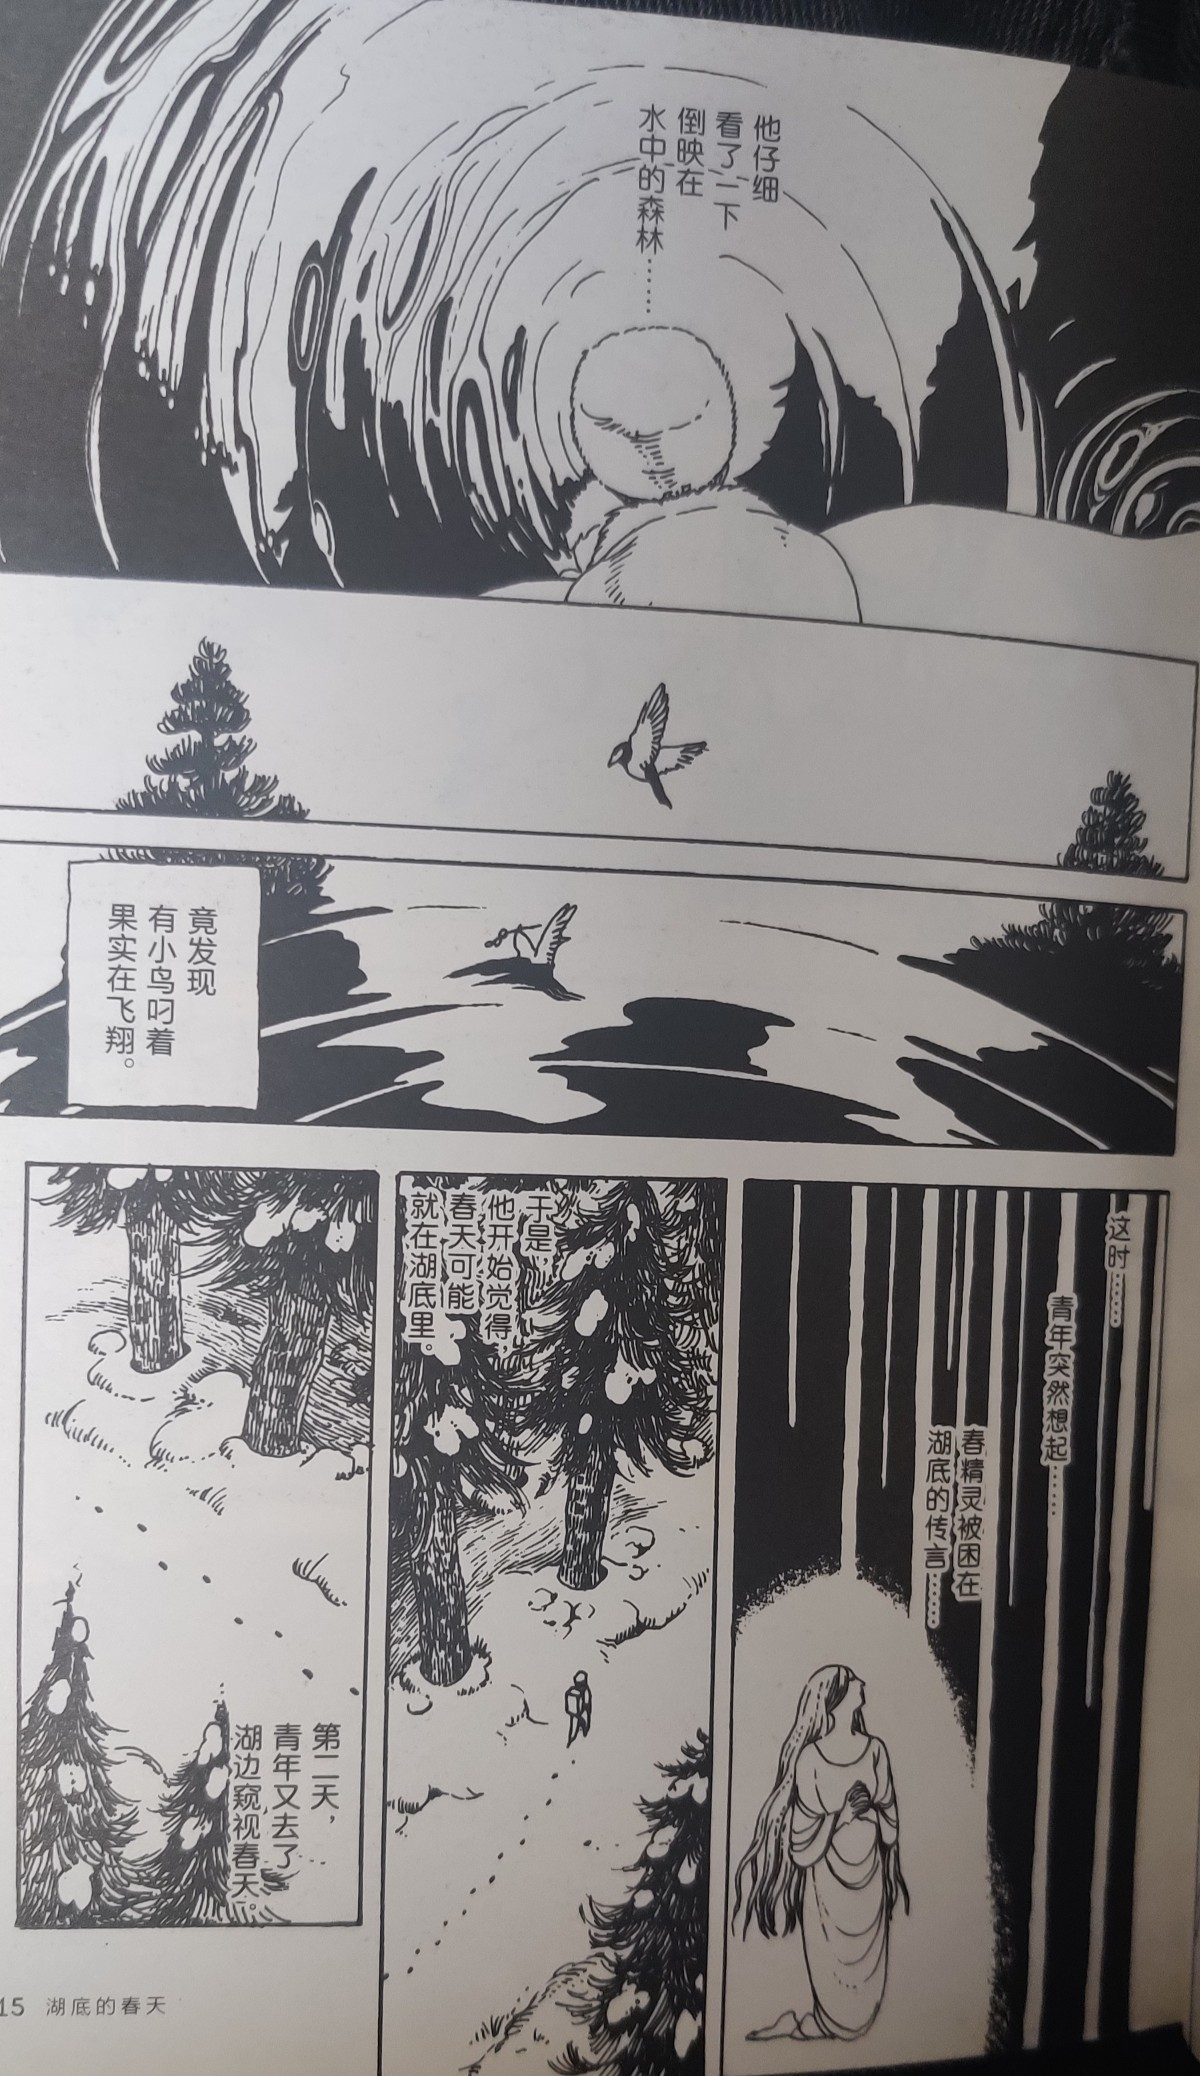 他仔细
看了一下
倒映在
水中的森林……
竟发现
有小鸟叼着
果实在飞翔。
这时……
青年突然想起……
春精灵被困在
湖底的传言……
于是，
他开始觉得，
春天可能
就在湖底里。
第二天，
青年又去了
湖边窥视春天。
15 湖底的春天